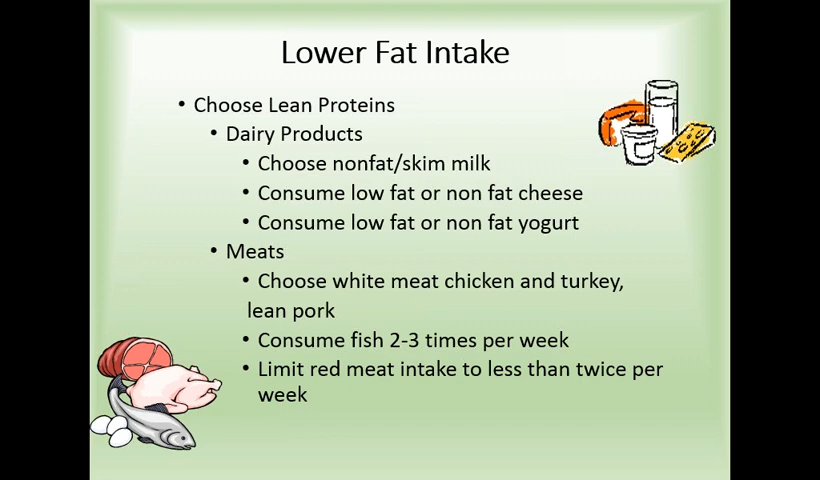 Lower Fat Intake
• Choose Lean Proteins
• Dairy Products
• Choose nonfat/skim milk
• Consume low fat or non fat cheese
• Consume low fat or non fat yogurt
• Meats
• Choose white meat chicken and turkey,
lean pork
• Consume fish 2-3 times per week
• Limit red meat intake to less than twice per
week